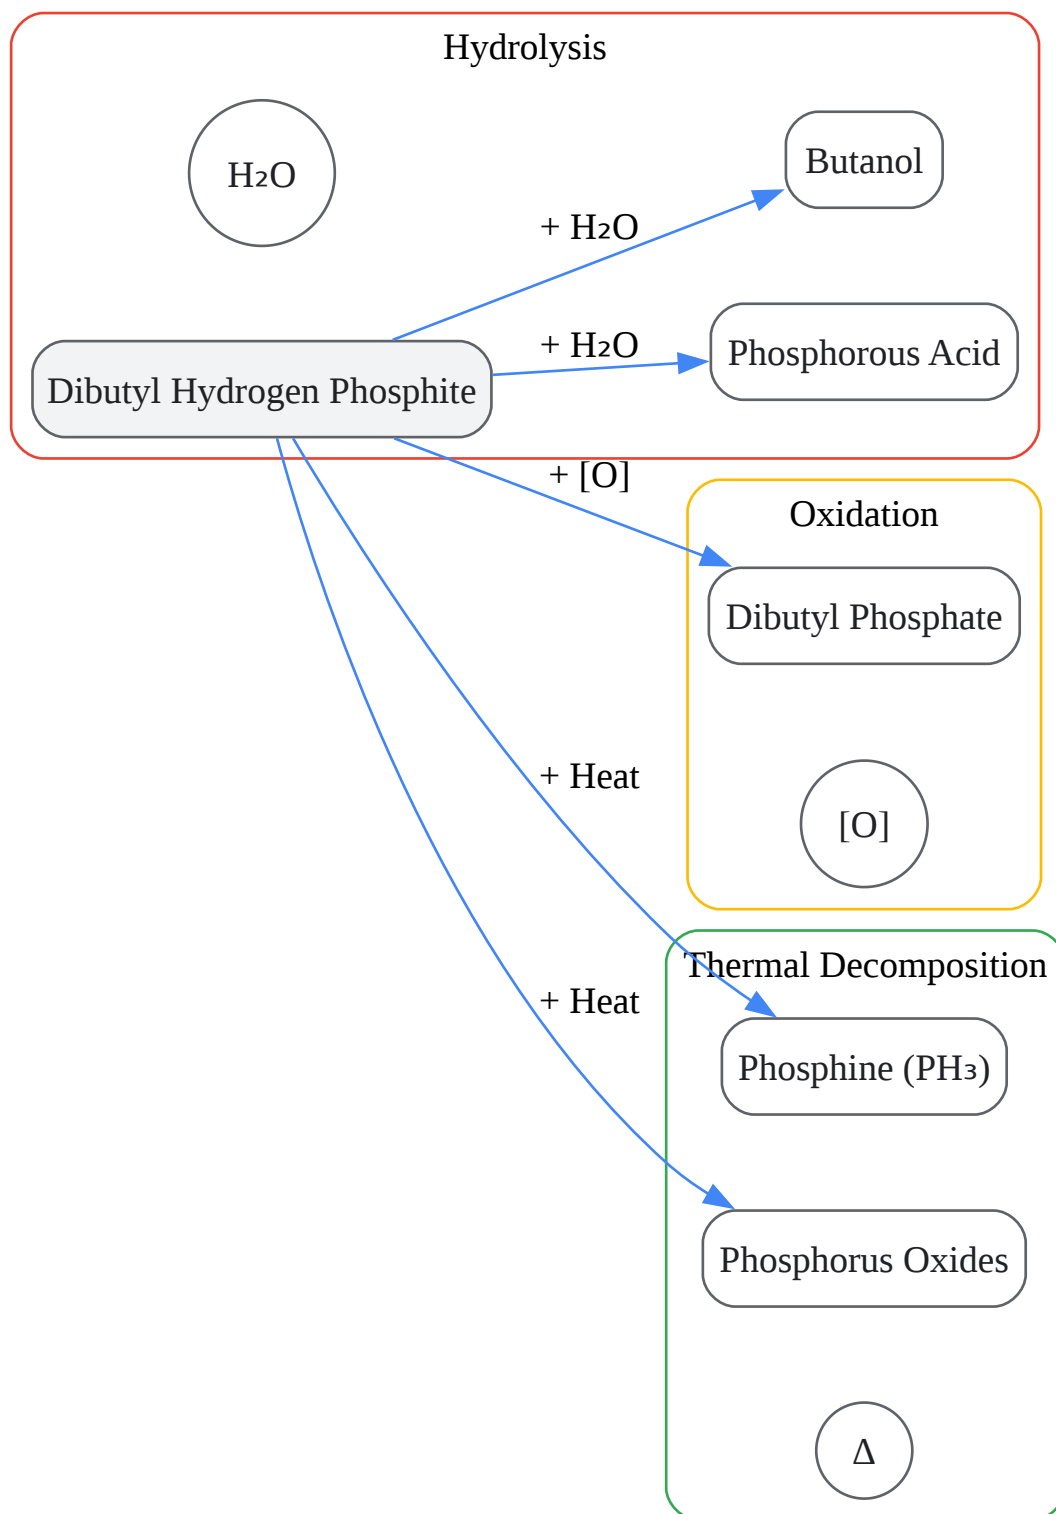 Hydrolysis
H₂O
Butanol
+ H₂O
+ H₂O
Phosphorous Acid
Dibutyl Hydrogen Phosphite
+ [O]
Oxidation
Dibutyl Phosphate
+ Heat
[O]
Thermal Decomposition
+ Heat
Phosphine (PH₃)
Phosphorus Oxides
Δ